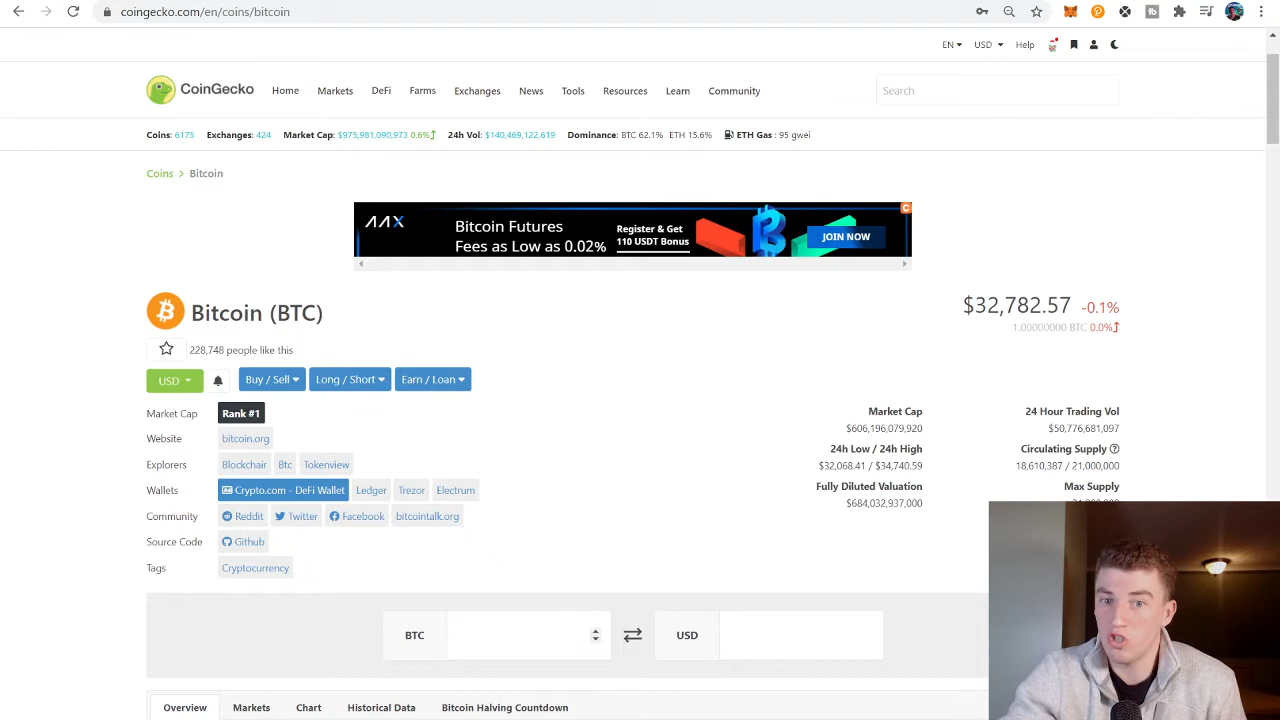 coingecko.com/en/coins/bitcoin
EN USD Help
CoinGecko Home Markets DeFi Farms Exchanges News Tools Resources Learn Community Search
Coins: 6175 Exchanges: 424 Market Cap: $975,981,090,973 0.6% 24h Vol: $140,469,122,619 Dominance: BTC 62.1% ETH 15.6% ETH Gas : 95 gwei
Coins > Bitcoin
AAX Bitcoin Futures Fees as Low as 0.02% Register & Get 110 USDT Bonus JOIN NOW
Bitcoin (BTC) $32,782.57 -0.1%
1.00000000 BTC 0.0%
228,748 people like this
USD Buy / Sell Long / Short Earn / Loan
Market Cap Rank #1 Market Cap 24 Hour Trading Vol
$606,196,079,920 $50,776,681,097
Website bitcoin.org
24h Low / 24h High Circulating Supply
Explorers Blockchair Btc Tokenview $32,068.41 / $34,740.59 18,610,387 / 21,000,000
Wallets Crypto.com - DeFi Wallet Ledger Trezor Electrum Fully Diluted Valuation Max Supply
$684,032,937,000
Community Reddit Twitter Facebook bitcointalk.org
Source Code Github
Tags Cryptocurrency
BTC USD
Overview Markets Chart Historical Data Bitcoin Halving Countdown